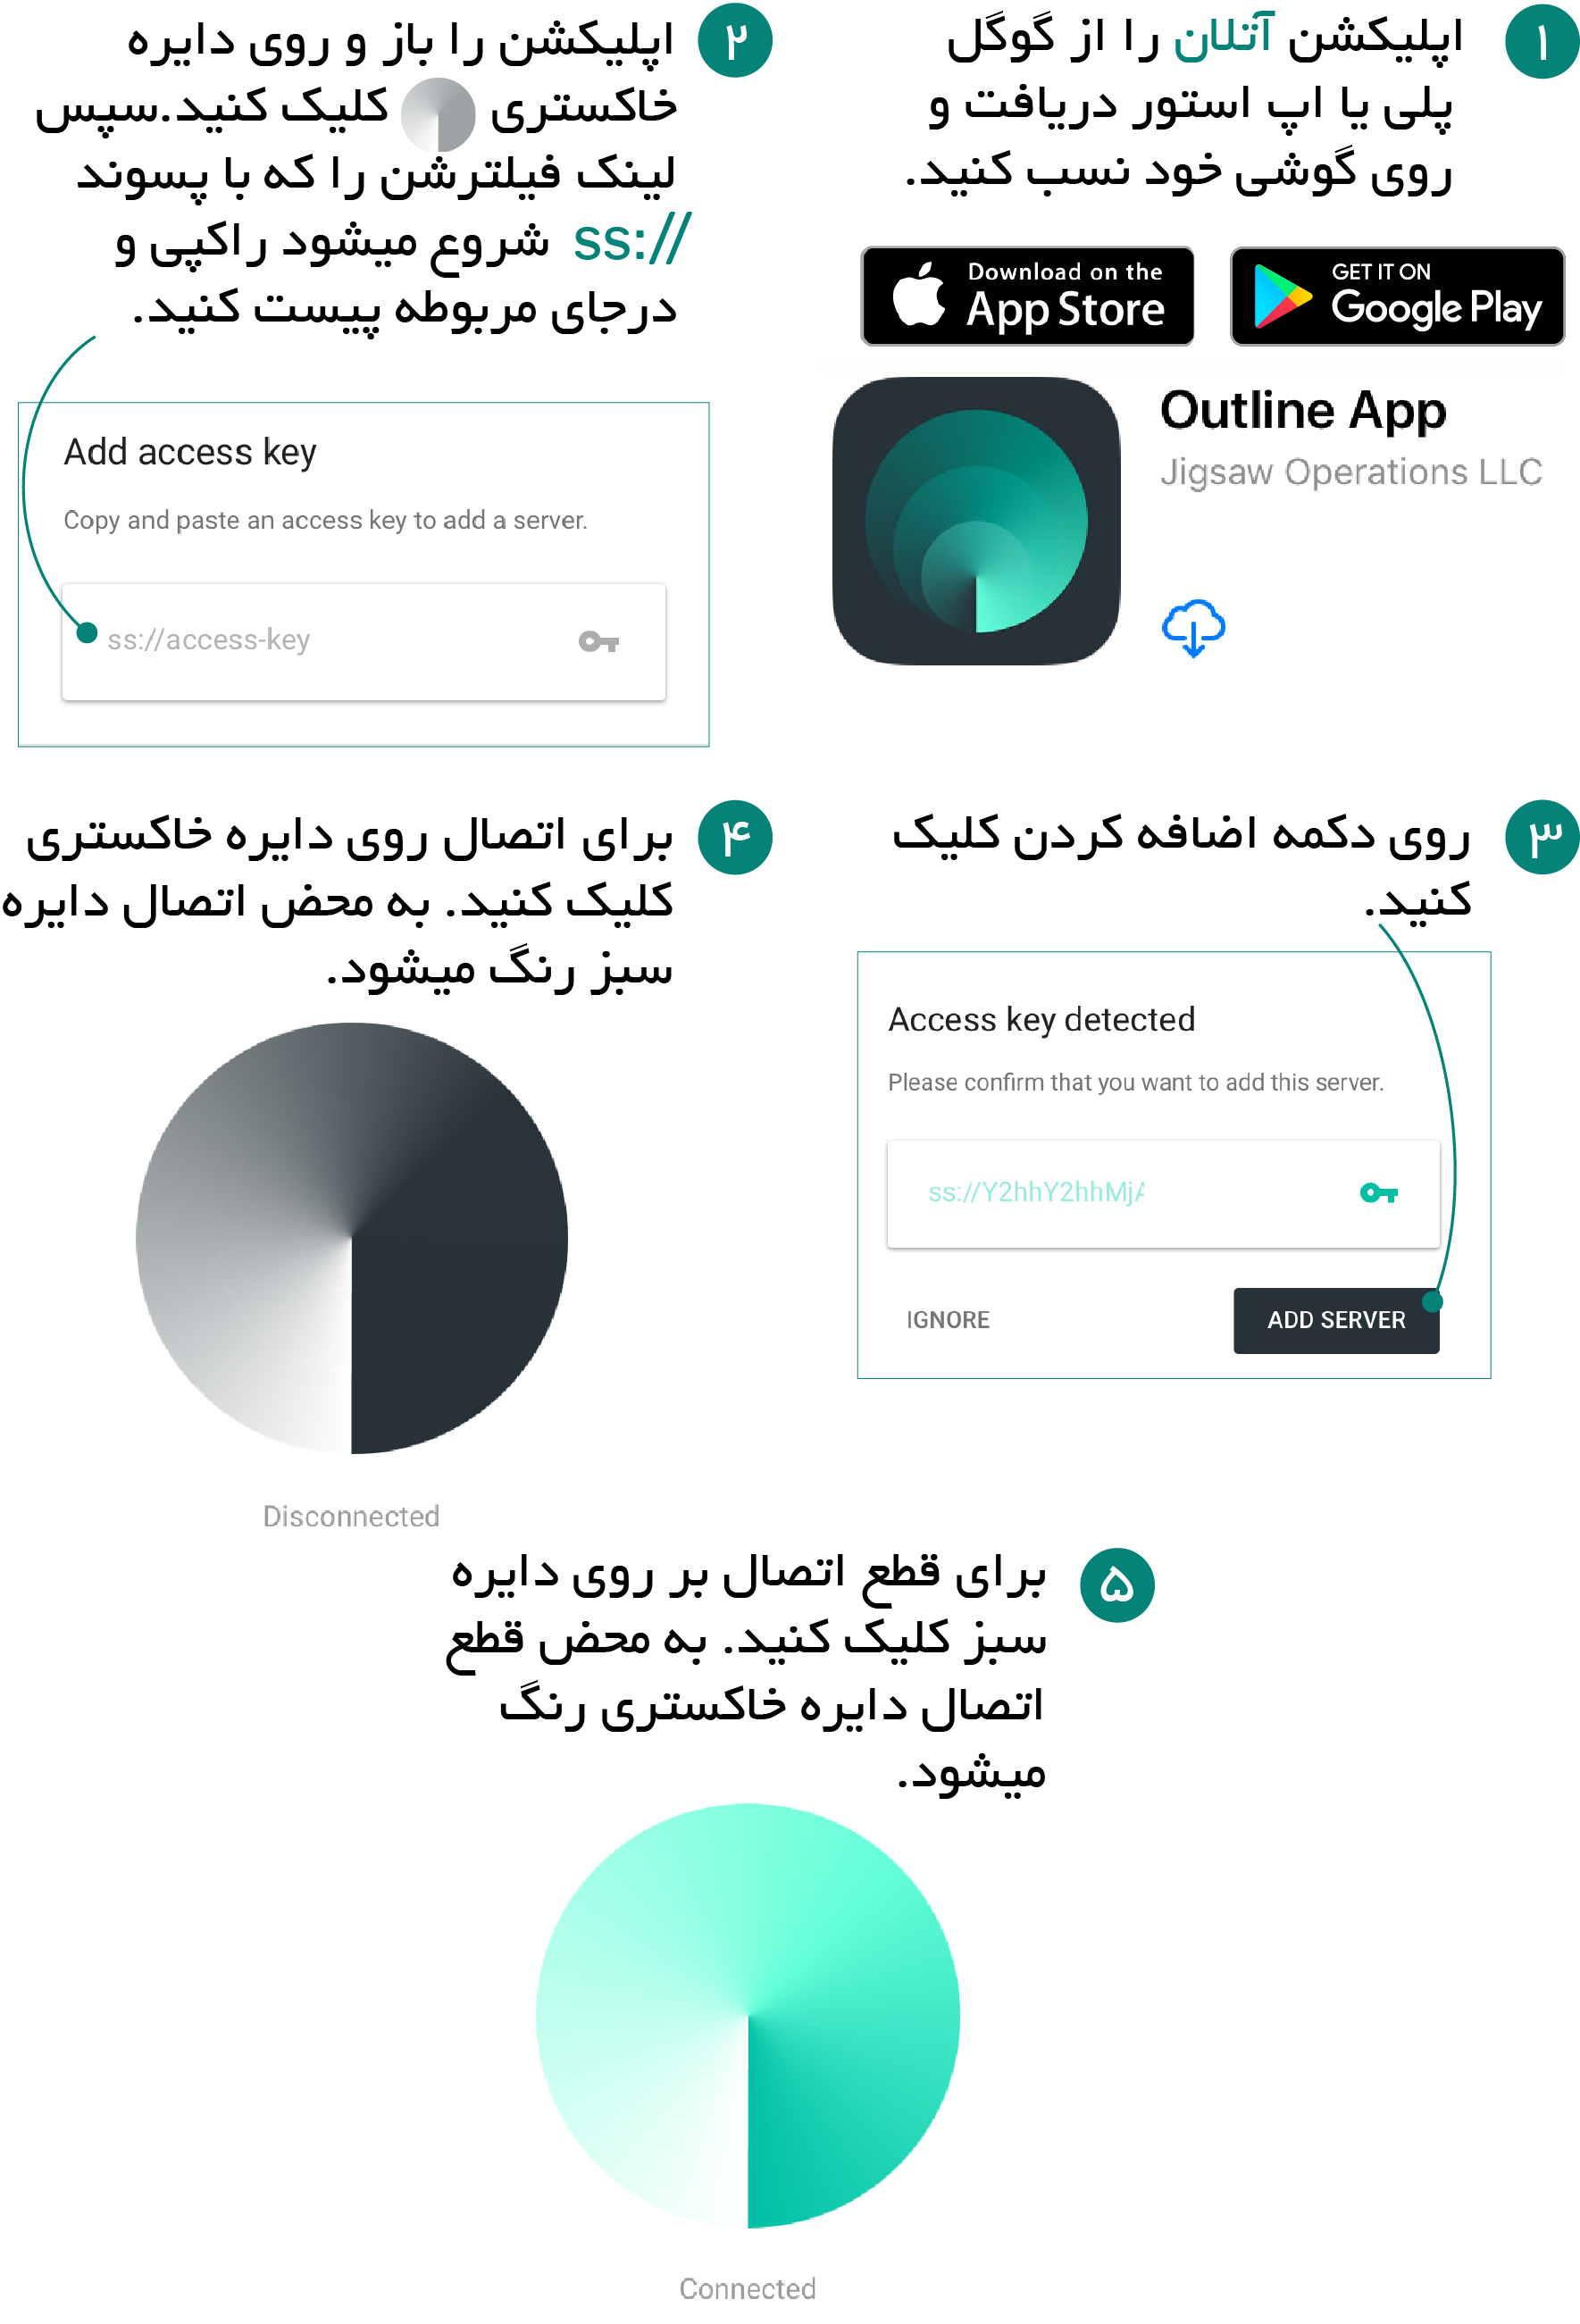 ۱
اپلیکشن آتلان را از گوگل
پلی یا اپ استور دریافت و
روی گوشی خود نسب کنید.
Download on the
App Store
GET IT ON
Google Play
Outline App
Jigsaw Operations LLC
۲
اپلیکشن را باز و روی دایره
خاکستری کلیک کنید.سپس
لینک فیلترشن را که با پسوند
ss:// شروع میشود راکپی و
درجای مربوطه پیست کنید.
Add access key
Copy and paste an access key to add a server.
ss://access-key
۳
روی دکمه اضافه کردن کلیک
کنید.
Access key detected
Please confirm that you want to add this server.
ss://Y2hhY2hhMjA
IGNORE
ADD SERVER
۴
برای اتصال روی دایره خاکستری
کلیک کنید. به محض اتصال دایره
سبز رنگ میشود.
Disconnected
۵
برای قطع اتصال بر روی دایره
سبز کلیک کنید. به محض قطع
اتصال دایره خاکستری رنگ
میشود.
Connected